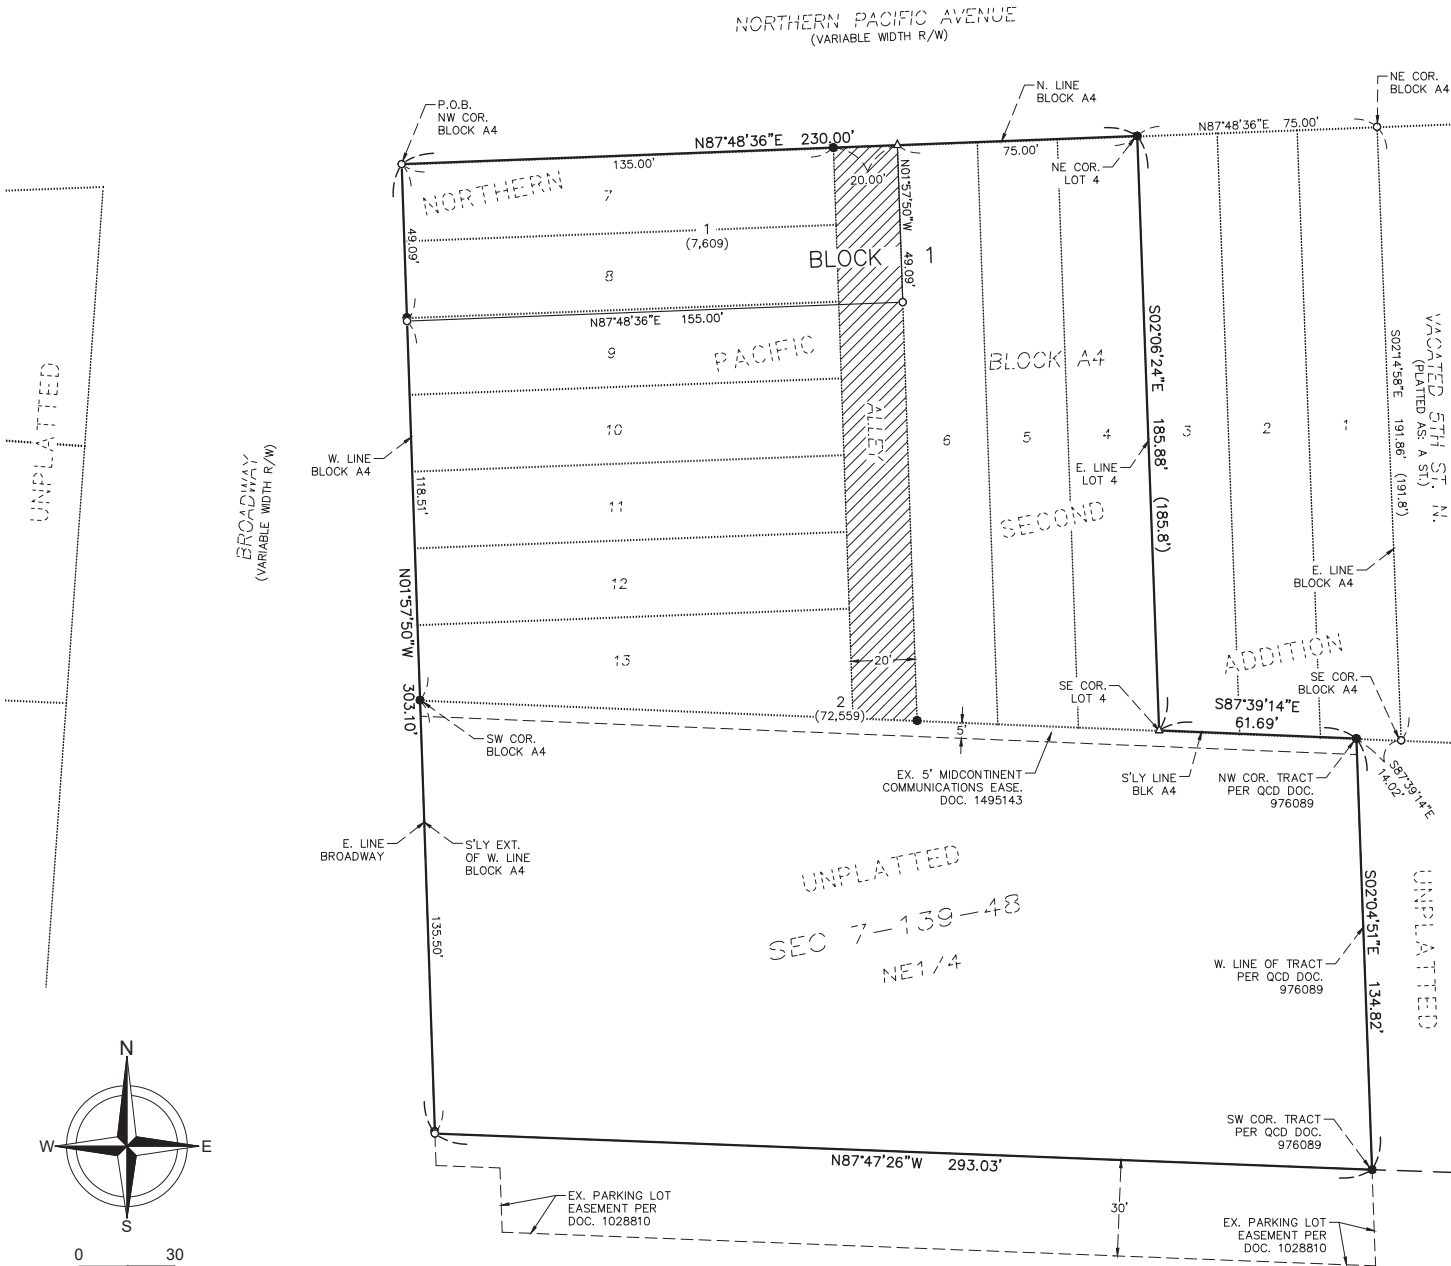 NORTHERN PACIFIC AVENUE
(VARIABLE WIDTH R/W)
NE COR.
BLOCK A4
N. LINE
BLOCK A4
P.O.B.
NW COR.
BLOCK A4
N87°48'36"E 75.00'
N87°48'36"E 230.00'
135.00'
75.00'
20.00'
NE COR.
LOT 4
NORTHERN
7
N01°57'50"W 49.09'
49.09'
1
(7,609)
BLOCK 1
8
N87°48'36"E 155.00'
9
PACIFIC
BLOCK A4
S02°06'24"E 185.88' (185.8')
S02°14'58"E 191.86' (191.8')
VACATED 5TH ST. N.
(PLATTED AS: A ST.)
UNPLATTED
BROADWAY
(VARIABLE WIDTH R/W)
W. LINE
BLOCK A4
10
ALLEY
6
5
4
3
2
1
E. LINE
LOT 4
118.51'
11
SECOND
E. LINE
BLOCK A4
12
N01°57'50"W 303.10'
13
20'
ADDITION
SE COR.
LOT 4
SE COR.
BLOCK A4
S87°39'14"E
61.69'
2
(72,559)
SW COR.
BLOCK A4
5'
EX. 5' MIDCONTINENT
COMMUNICATIONS EASE.
DOC. 1495143
S'LY LINE
BLK A4
NW COR. TRACT
PER QCD DOC.
976089
S87°39'14"E
14.02'
E. LINE
BROADWAY
S'LY EXT.
OF W. LINE
BLOCK A4
UNPLATTED
SEC 7-139-48
NE1/4
135.50'
S02°04'51"E 134.82'
UNPLATTED
W. LINE OF TRACT
PER QCD DOC.
976089
N
W
E
S
0 30
SW COR. TRACT
PER QCD DOC.
976089
N87°47'26"W 293.03'
EX. PARKING LOT
EASEMENT PER
DOC. 1028810
30'
EX. PARKING LOT
EASEMENT PER
DOC. 1028810